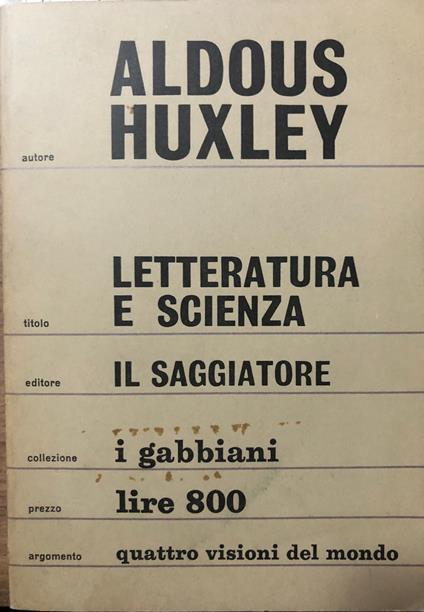 ALDOUS
autore HUXLEY
LETTERATURA
titolo E SCIENZA
editore IL SAGGIATORE
collezione i gabbiani
prezzo lire 800
argomento quattro visioni del mondo